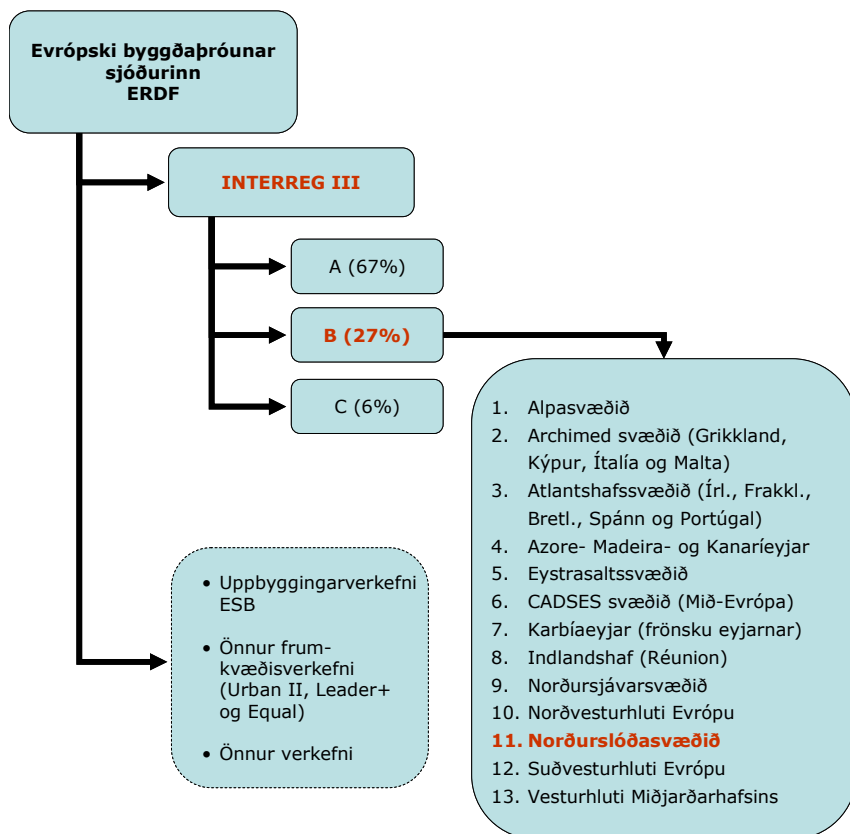 Evrópski byggðaþróunar
sjóðurinn
ERDF
INTERREG III
A (67%)
B (27%)
C (6%)
1. Alpasvæðið
2. Archimed svæðið (Grikkland,
Kýpur, Ítalía og Malta)
3. Atlantshafssvæðið (Írl., Frakkl.,
Bretl., Spánn og Portúgal)
4. Azore- Madeira- og Kanaríeyjar
5. Eystrasaltssvæðið
6. CADSES svæðið (Mið-Evrópa)
7. Karbíaeyjar (frönsku eyjarnar)
8. Indlandshaf (Réunion)
9. Norðursjávarsvæðið
10. Norðvesturhluti Evrópu
11. Norðurslóðasvæðið
12. Suðvesturhluti Evrópu
13. Vesturhluti Miðjarðarhafsins
• Uppbyggingarverkefni
ESB
• Önnur frum-
kvæðisverkefni
(Urban II, Leader+
og Equal)
• Önnur verkefni